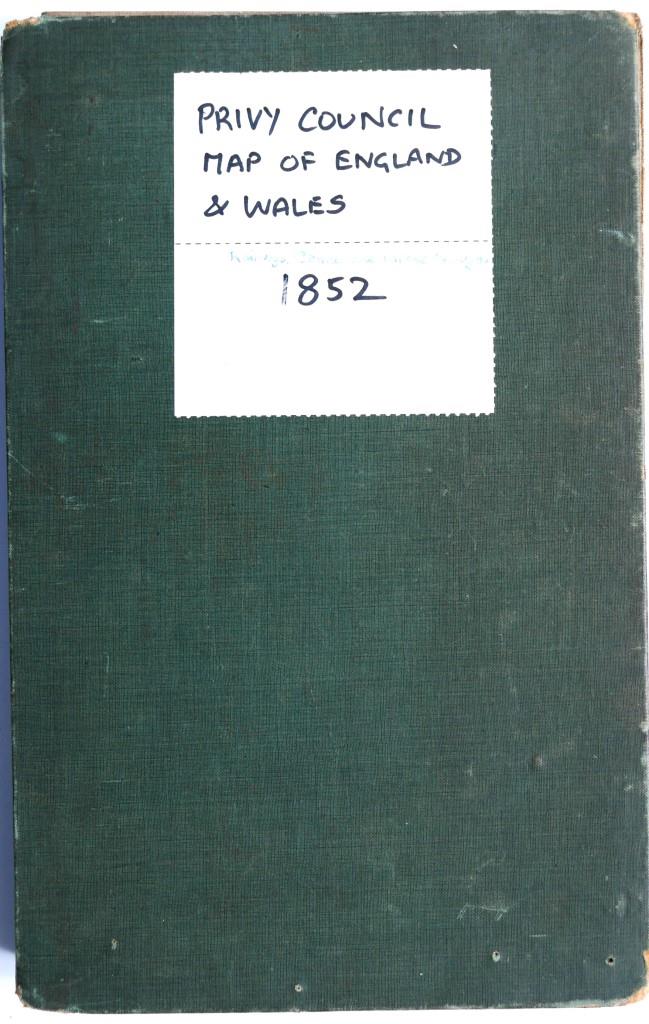 PRIVY COUNCIL
MAP OF ENGLAND
& WALES
1852